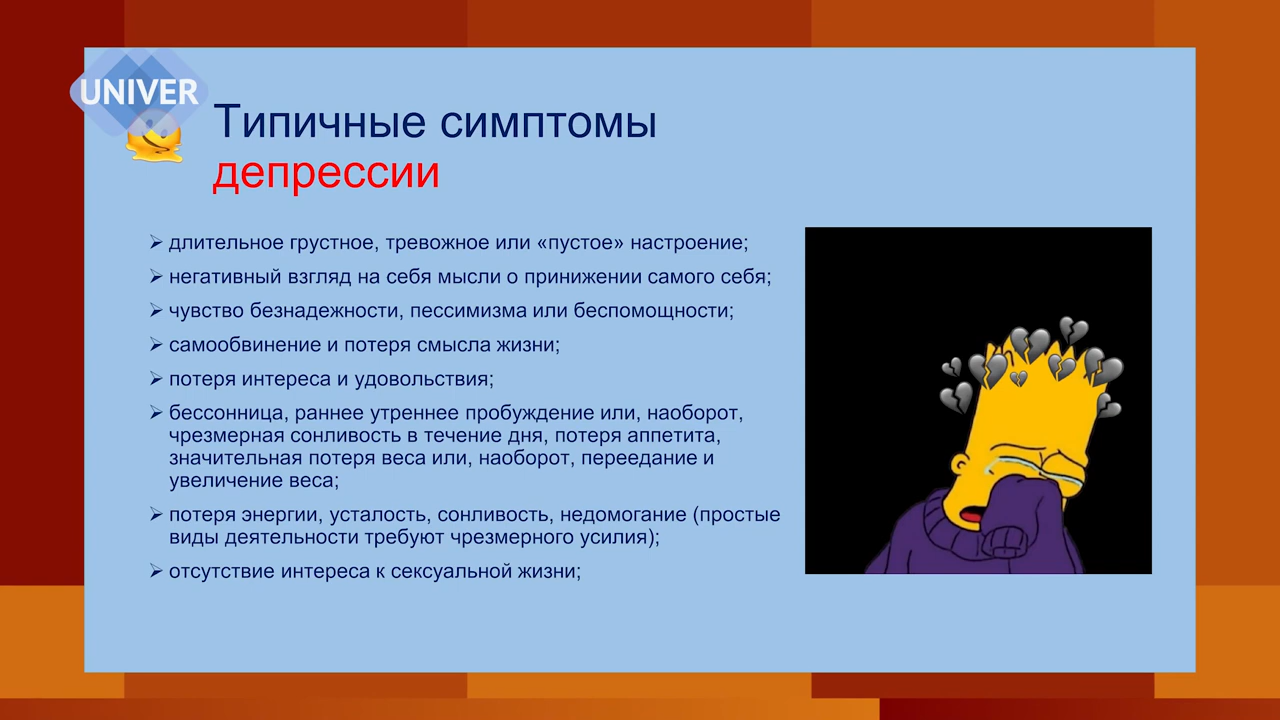 UNIVER
Типичные симптомы
депрессии
длительное грустное, тревожное или «пустое» настроение;
негативный взгляд на себя мысли о принижении самого себя;
чувство безнадежности, пессимизма или беспомощности;
самообвинение и потеря смысла жизни;
потеря интереса и удовольствия;
бессонница, раннее утреннее пробуждение или, наоборот,
чрезмерная сонливость в течение дня, потеря аппетита,
значительная потеря веса или, наоборот, переедание и
увеличение веса;
потеря энергии, усталость, сонливость, недомогание (простые
виды деятельности требуют чрезмерного усилия);
отсутствие интереса к сексуальной жизни;